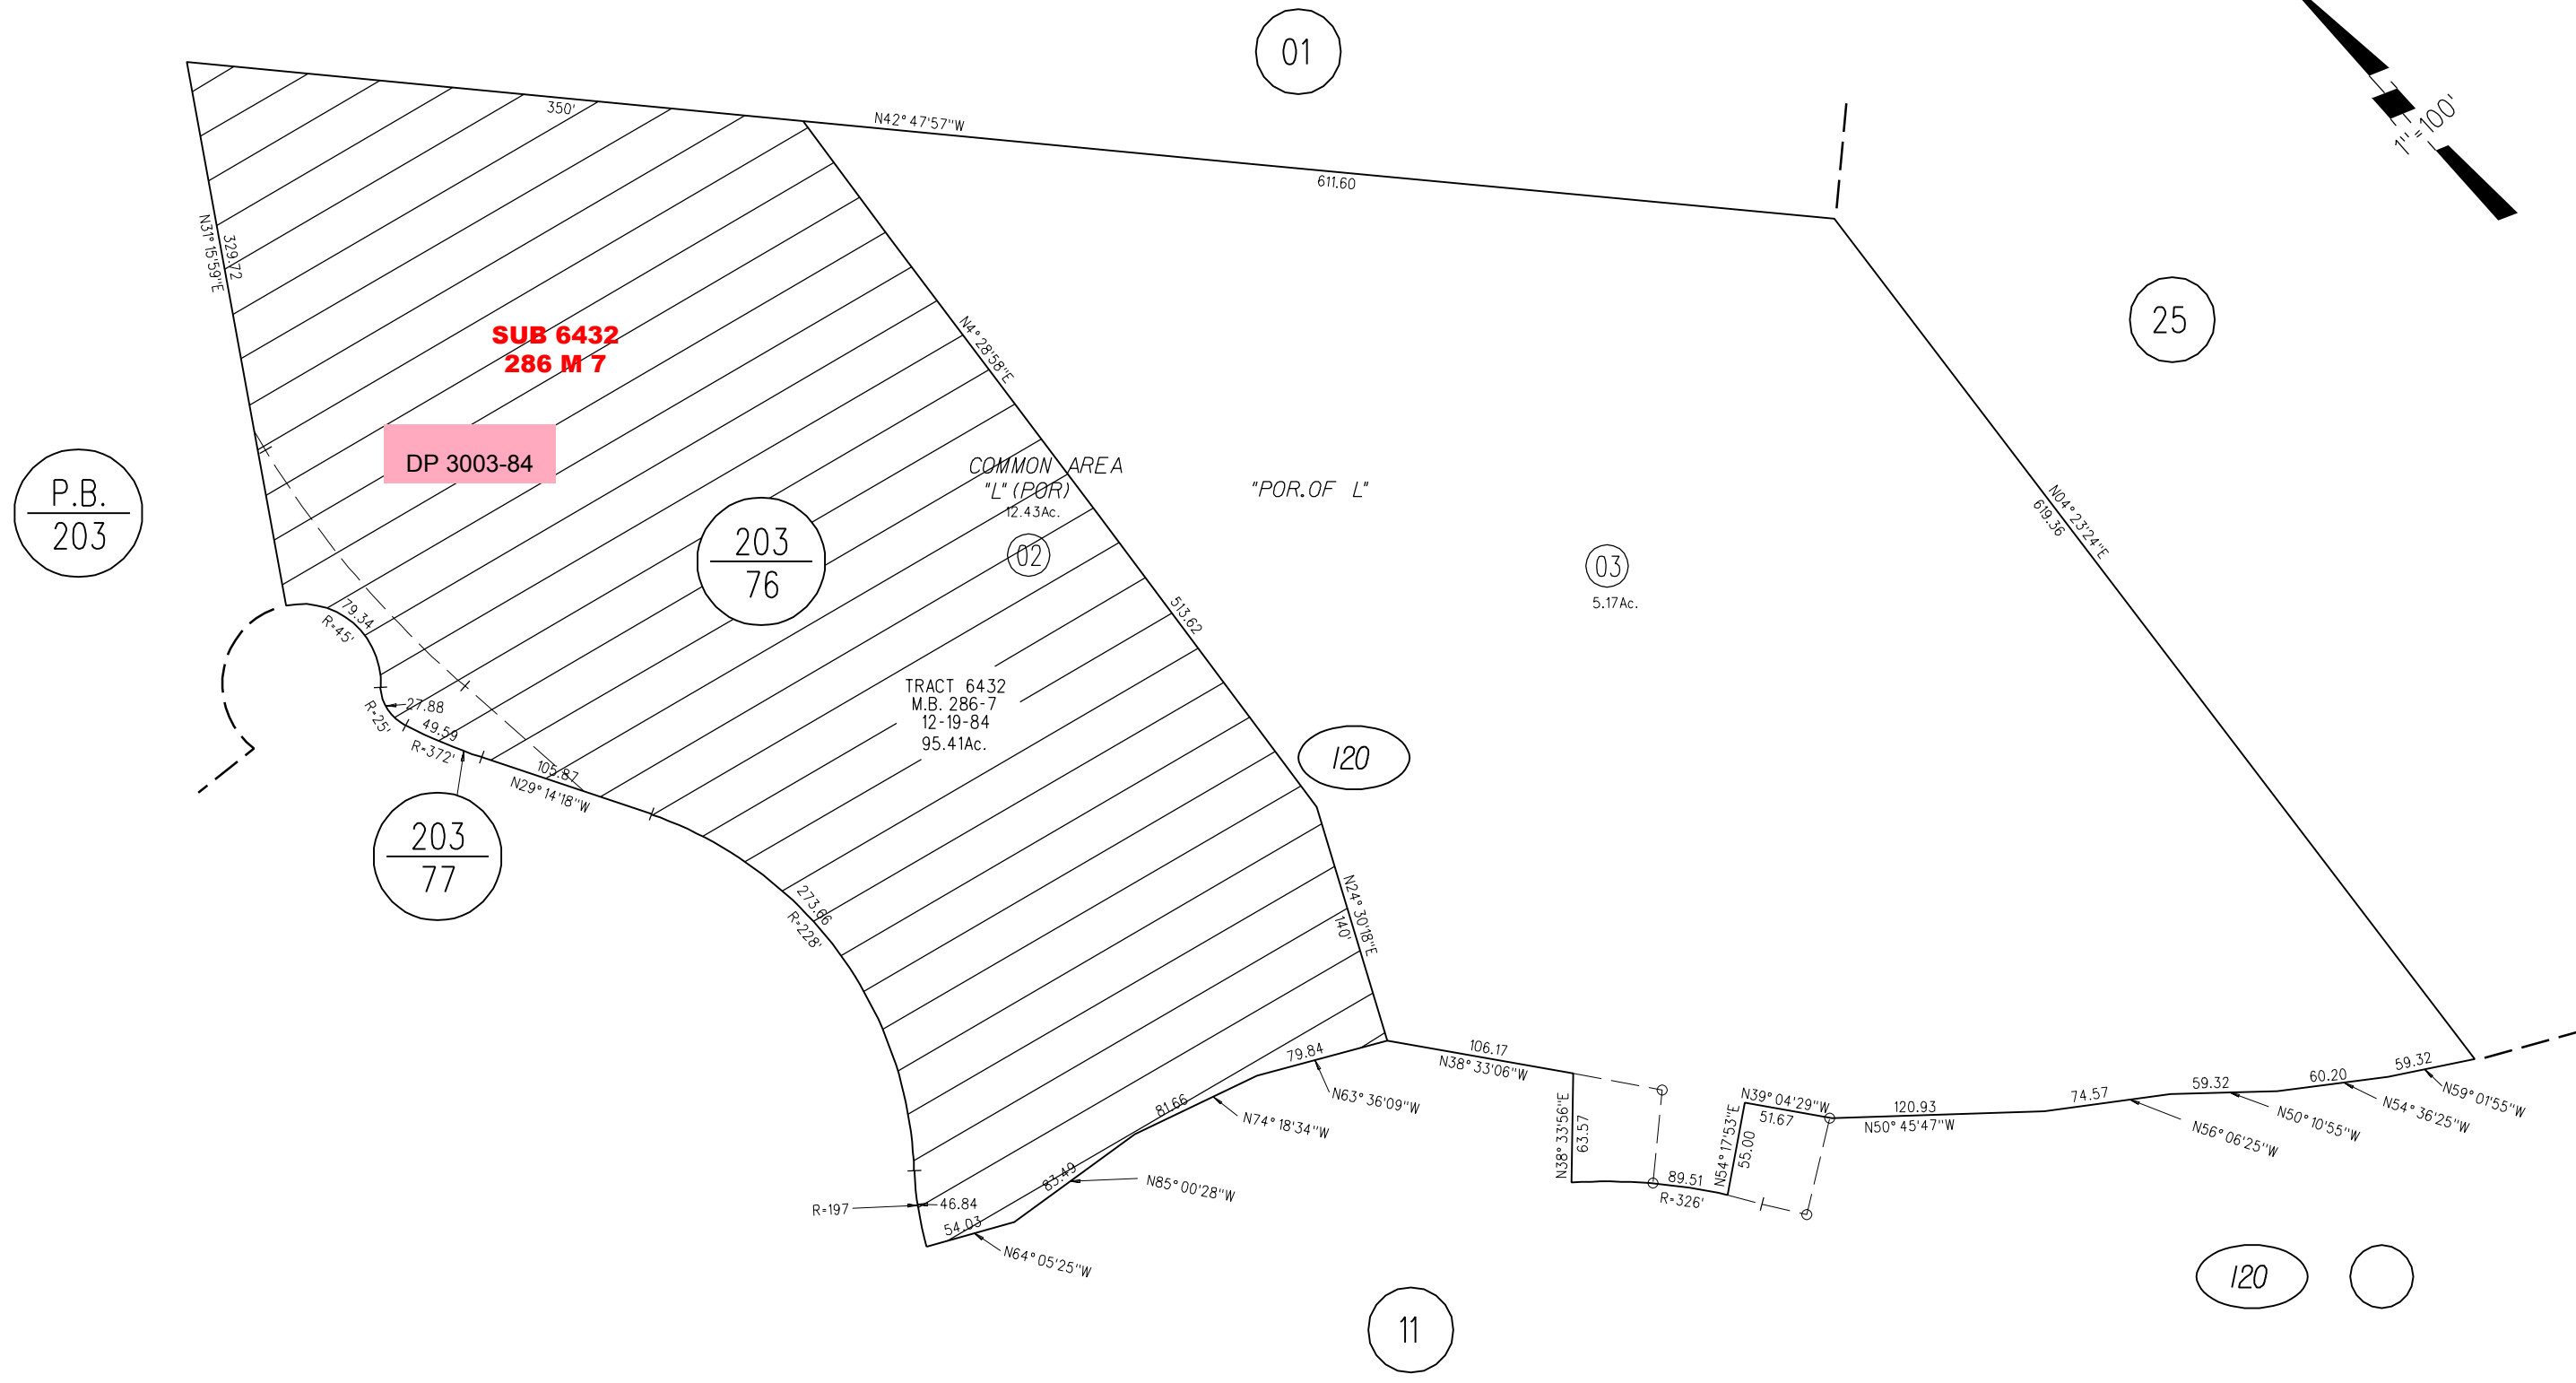 01
350'
N42°47'57"W
611.60
1"=100'
N31°15'59"E
329.72
SUB 6432
286 M 7
DP 3003-84
P.B.
203
203
76
N4°28'58"E
COMMON AREA
"L" (POR)
12.43Ac.
02
"POR. OF L"
03
5.17Ac.
25
N04°23'24"E
619.36
513.62
79.34
R=45'
27.88
R=25'
49.59
R=372'
105.87
N29°14'18"W
203
77
TRACT 6432
M.B. 286-7
12-19-84
95.41Ac.
120
273.66
R=228'
N24°30'18"E
140'
R=197
46.84
54.03
N64°05'25"W
83.49
N85°00'28"W
81.66
N74°18'34"W
79.84
N63°36'09"W
106.17
N38°33'06"W
N38°33'56"E
63.57
89.51
R=326'
N54°17'53"E
55.00
N39°04'29"W
51.67
120.93
N50°45'47"W
74.57
N56°06'25"W
59.32
N50°10'55"W
60.20
N54°36'25"W
59.32
N59°01'55"W
120
11